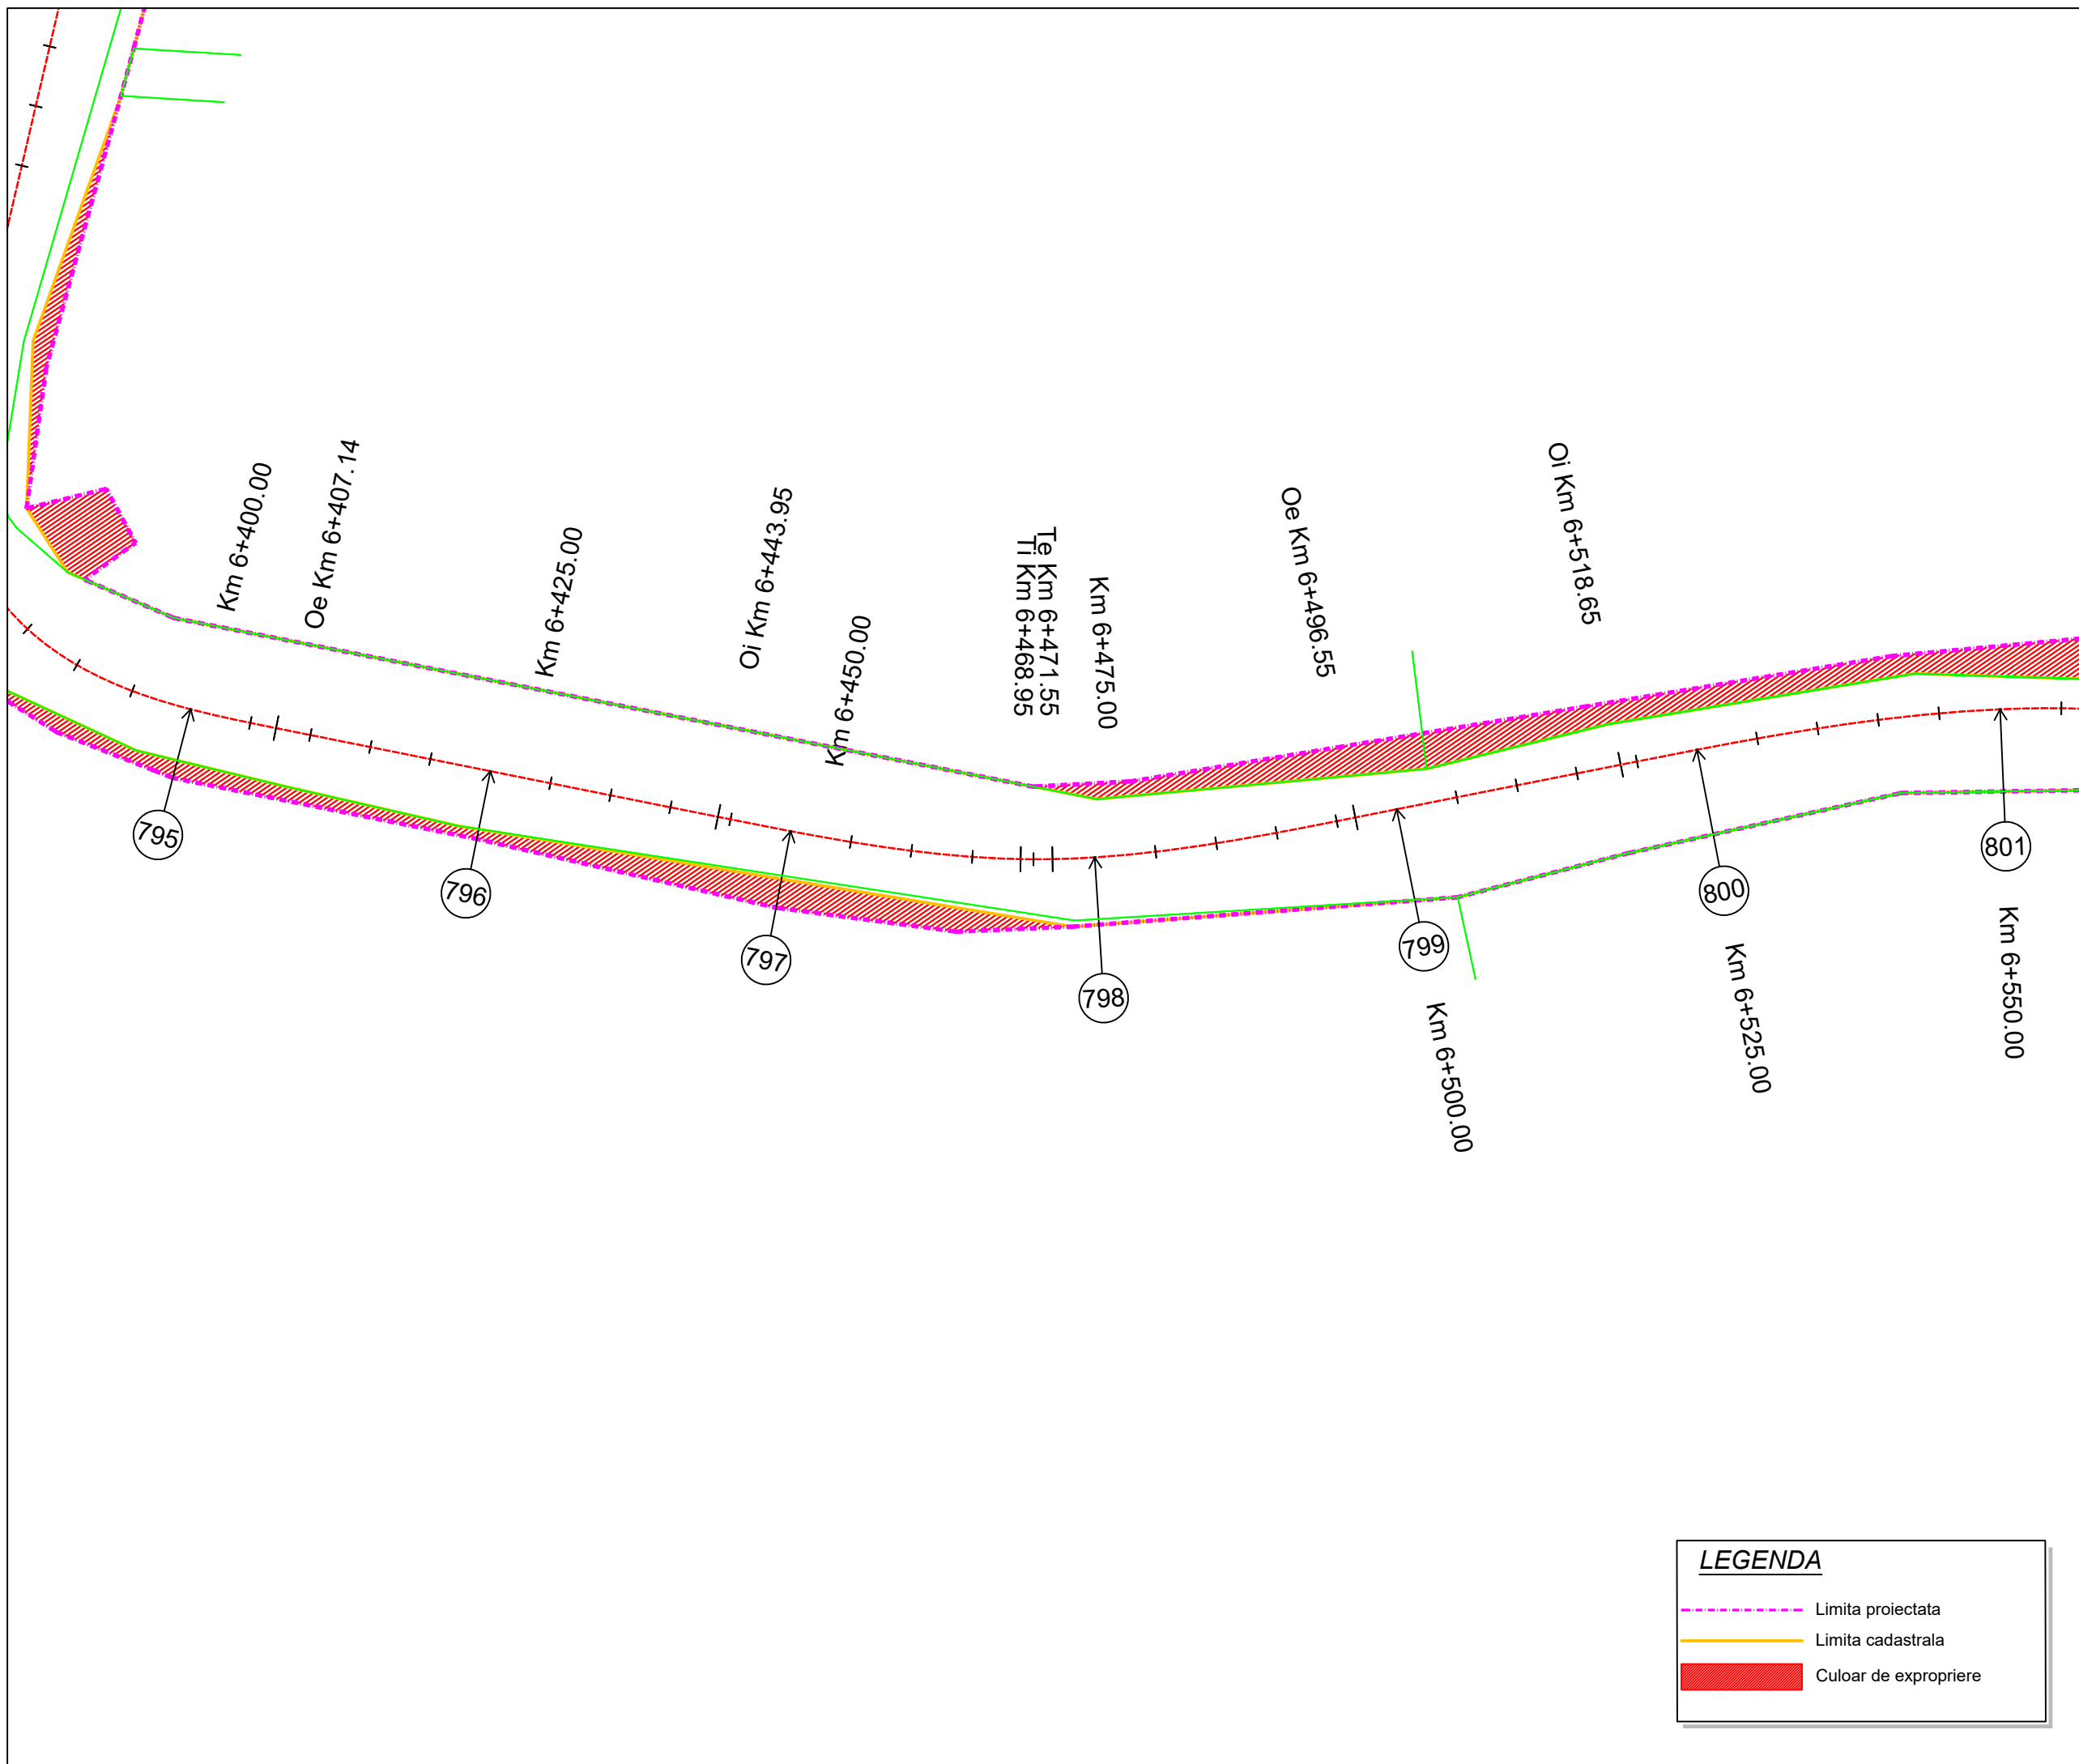 Km 6+400.00
Oe Km 6+407.14
Km 6+425.00
Oi Km 6+443.95
Km 6+450.00
Ti Km 6+468.95
Te Km 6+471.55
Km 6+475.00
Oe Km 6+496.55
Oi Km 6+518.65
795
796
797
798
799
800
801
Km 6+500.00
Km 6+525.00
Km 6+550.00
LEGENDA
Limita proiectata
Limita cadastrala
Culoar de expropriere